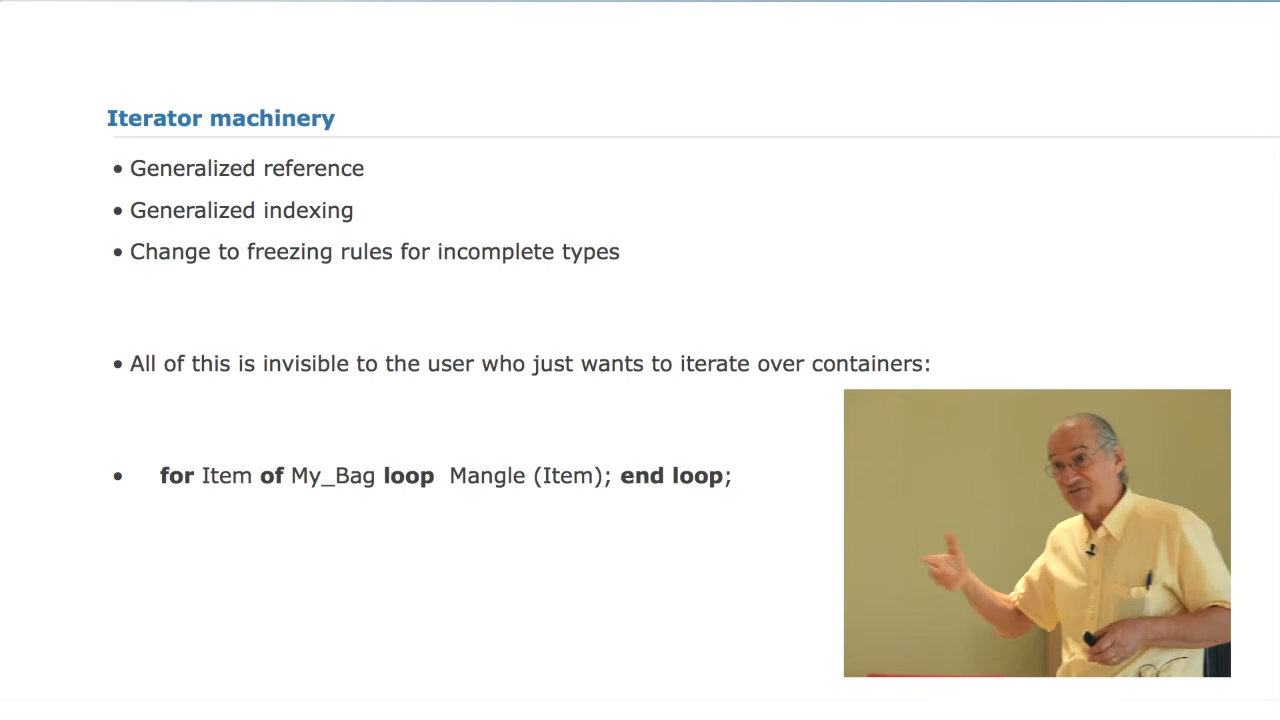 Iterator machinery
• Generalized reference
• Generalized indexing
• Change to freezing rules for incomplete types
• All of this is invisible to the user who just wants to iterate over containers:
• for Item of My_Bag loop Mangle (Item); end loop;